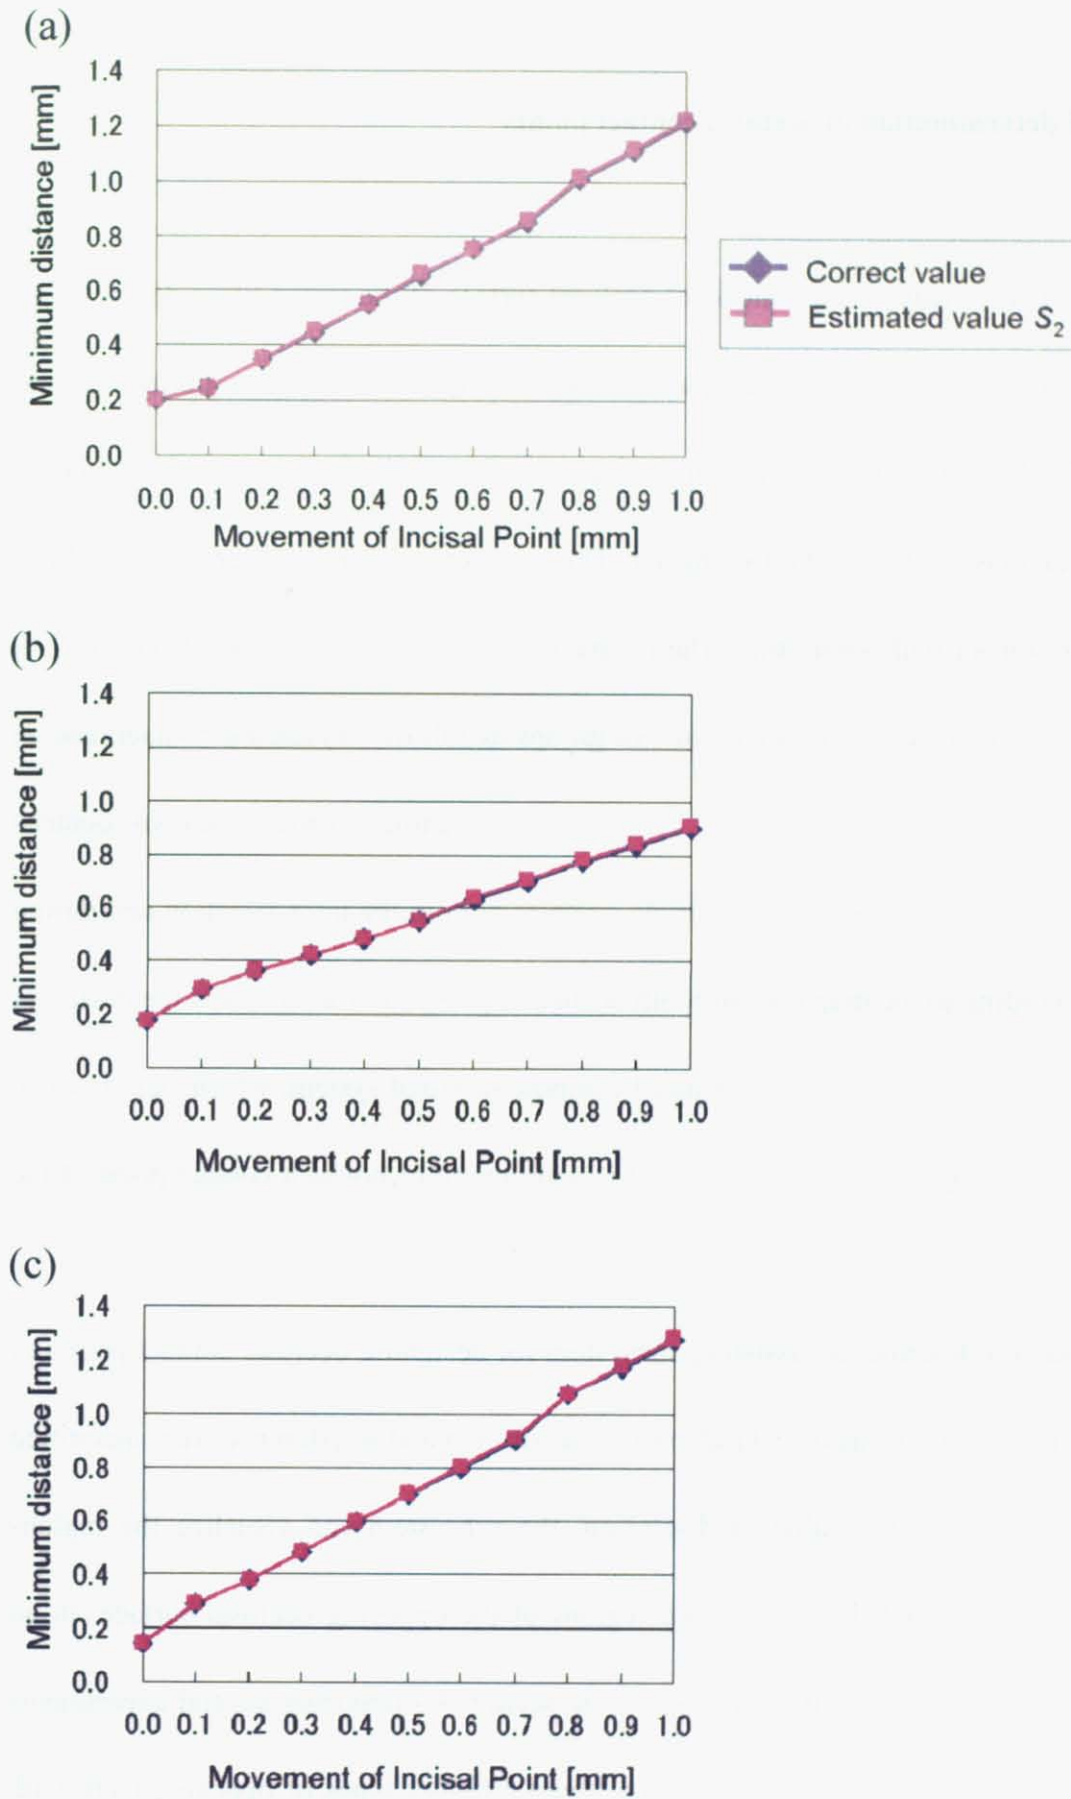 (a)
Minimum distance [mm]
1.4
1.2
1.0
0.8
0.6
0.4
0.2
0.0
0.0 0.1 0.2 0.3 0.4 0.5 0.6 0.7 0.8 0.9 1.0
Movement of Incisal Point [mm]
Correct value
Estimated value S₂
(b)
Minimum distance [mm]
1.4
1.2
1.0
0.8
0.6
0.4
0.2
0.0
0.0 0.1 0.2 0.3 0.4 0.5 0.6 0.7 0.8 0.9 1.0
Movement of Incisal Point [mm]
(c)
Minimum distance [mm]
1.4
1.2
1.0
0.8
0.6
0.4
0.2
0.0
0.0 0.1 0.2 0.3 0.4 0.5 0.6 0.7 0.8 0.9 1.0
Movement of Incisal Point [mm]